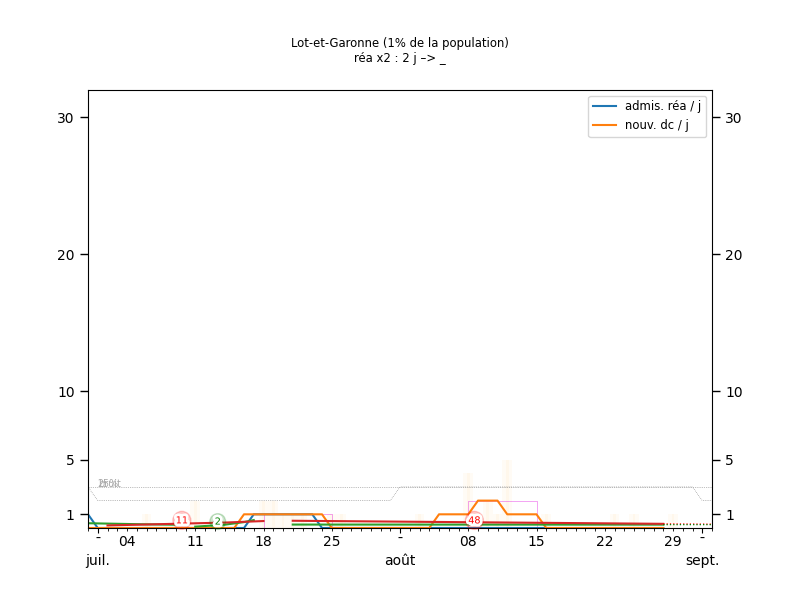 Lot-et-Garonne (1% de la population)
réa x2 : 2 j –> _
admis. réa / j
nouv. dc / j
30 30
20 20
10 10
5 5
1 1
11 2 48
- 04 11 18 25 - 08 15 22 29 -
juil. août sept.